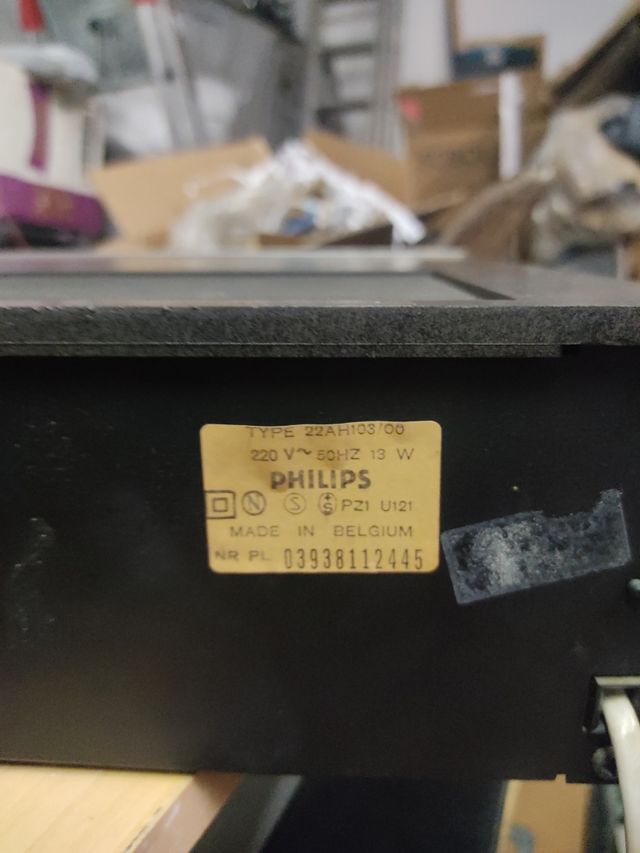 TYPE 22AH103/00
220 V~ 50HZ 13 W
PHILIPS
N S S PZ1 U121
MADE IN BELGIUM
NR PL 03938112445